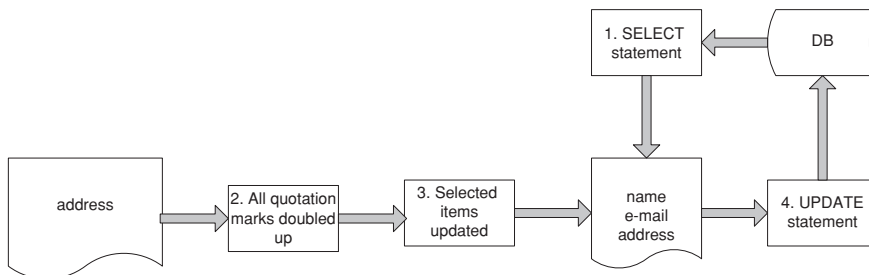 1. SELECT
statement
DB
address
2. All quotation
marks doubled
up
3. Selected
items
updated
name
e-mail
address
4. UPDATE
statement